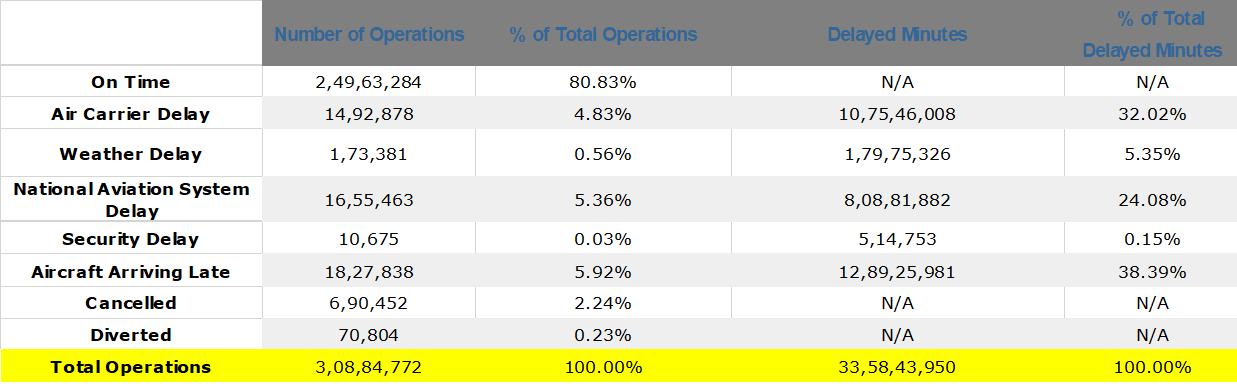 Number of Operations % of Total Operations Delayed Minutes % of Total
Delayed Minutes
On Time 2,49,63,284 80.83% N/A N/A
Air Carrier Delay 14,92,878 4.83% 10,75,46,008 32.02%
Weather Delay 1,73,381 0.56% 1,79,75,326 5.35%
National Aviation System
Delay 16,55,463 5.36% 8,08,81,882 24.08%
Security Delay 10,675 0.03% 5,14,753 0.15%
Aircraft Arriving Late 18,27,838 5.92% 12,89,25,981 38.39%
Cancelled 6,90,452 2.24% N/A N/A
Diverted 70,804 0.23% N/A N/A
Total Operations 3,08,84,772 100.00% 33,58,43,950 100.00%